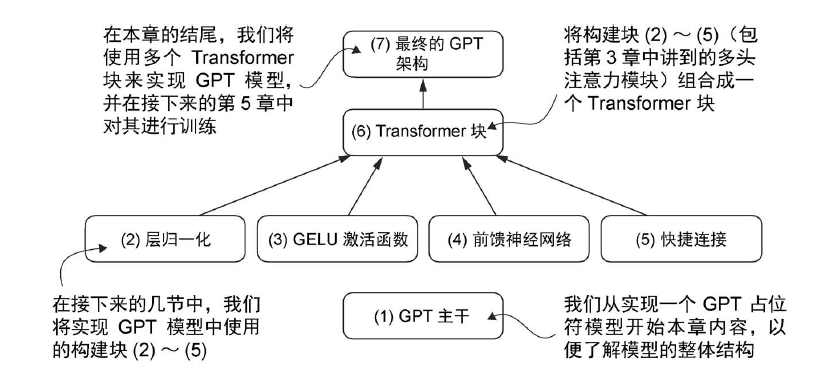 在本章的结尾，我们将
使用多个 Transformer
块来实现 GPT 模型，
并在接下来的第 5 章中
对其进行训练
(7) 最终的 GPT
架构
将构建块 (2) ～ (5)（包
括第 3 章中讲到的多头
注意力模块）组合成一
个 Transformer 块
(6) Transformer 块
(2) 层归一化
(3) GELU 激活函数
(4) 前馈神经网络
(5) 快捷连接
在接下来的几节中，我们
将实现 GPT 模型中使用
的构建块 (2) ～ (5)
(1) GPT 主干
我们从实现一个 GPT 占位
符模型开始本章内容，以
便了解模型的整体结构